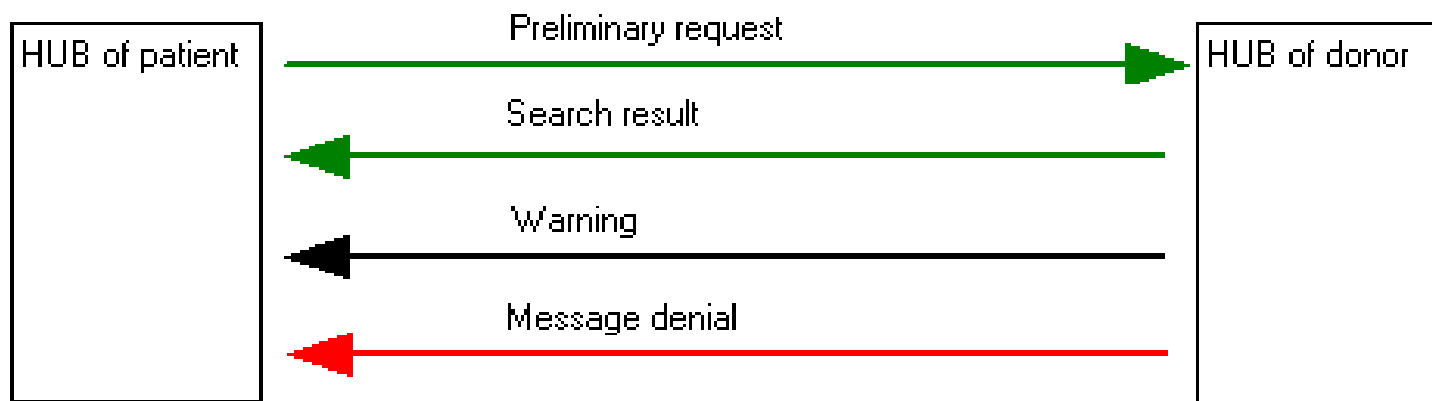 Preliminary request
HUB of patient
HUB of donor
Search result
Warning
Message denial